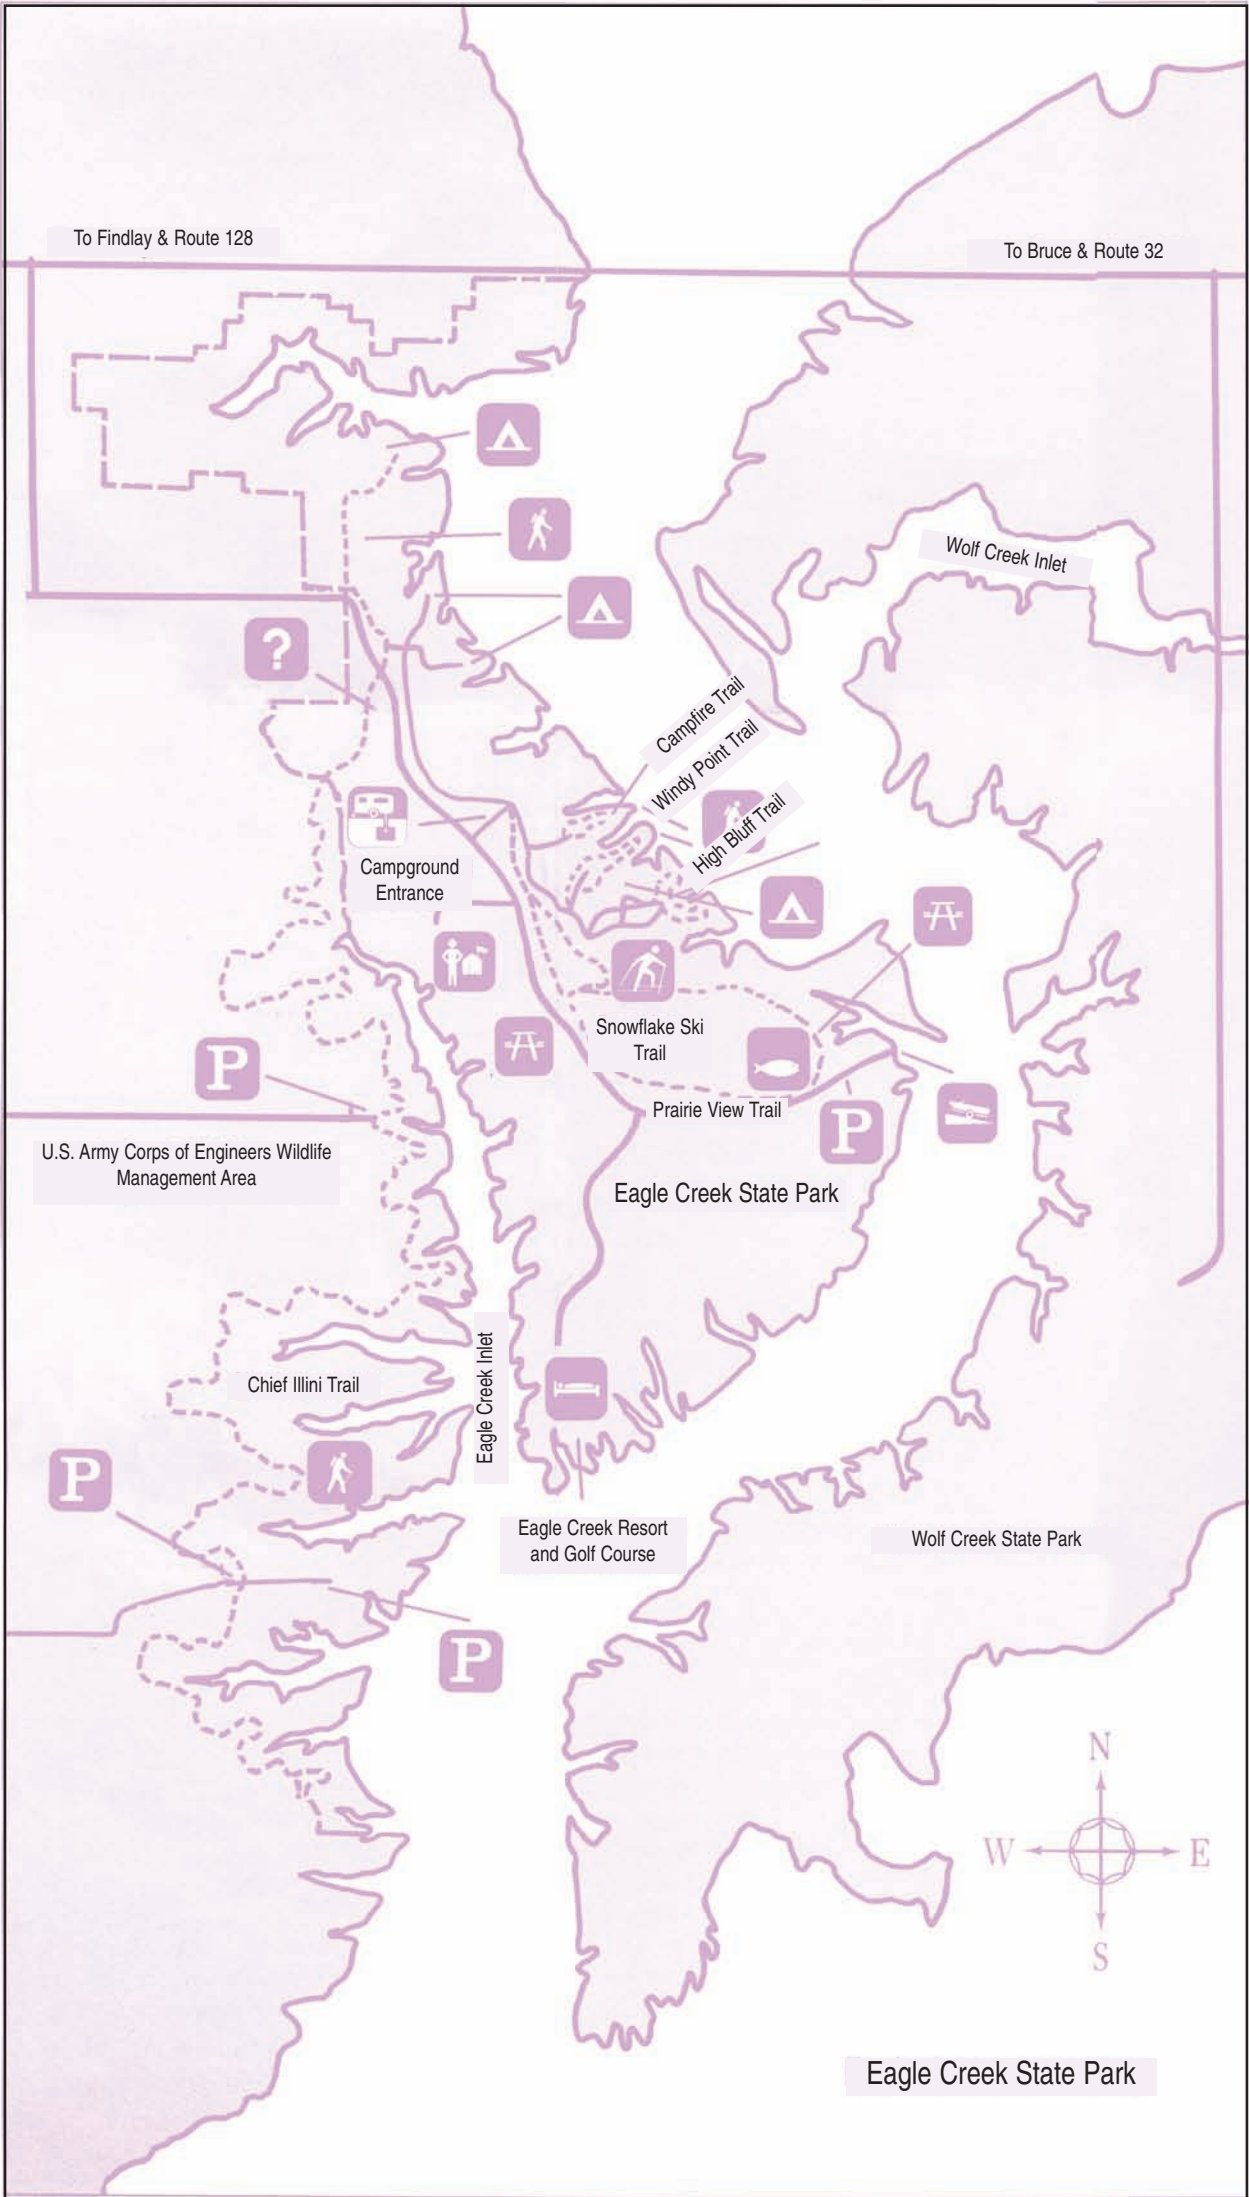 To Findlay & Route 128
To Bruce & Route 32
Wolf Creek Inlet
?
Campfire Trail
Windy Point Trail
High Bluff Trail
Campground
Entrance
Snowflake Ski
Trail
P
Prairie View Trail
P
U.S. Army Corps of Engineers Wildlife
Management Area
Eagle Creek State Park
Eagle Creek Inlet
Chief Illini Trail
P
Eagle Creek Resort
and Golf Course
Wolf Creek State Park
P
N
W
E
S
Eagle Creek State Park